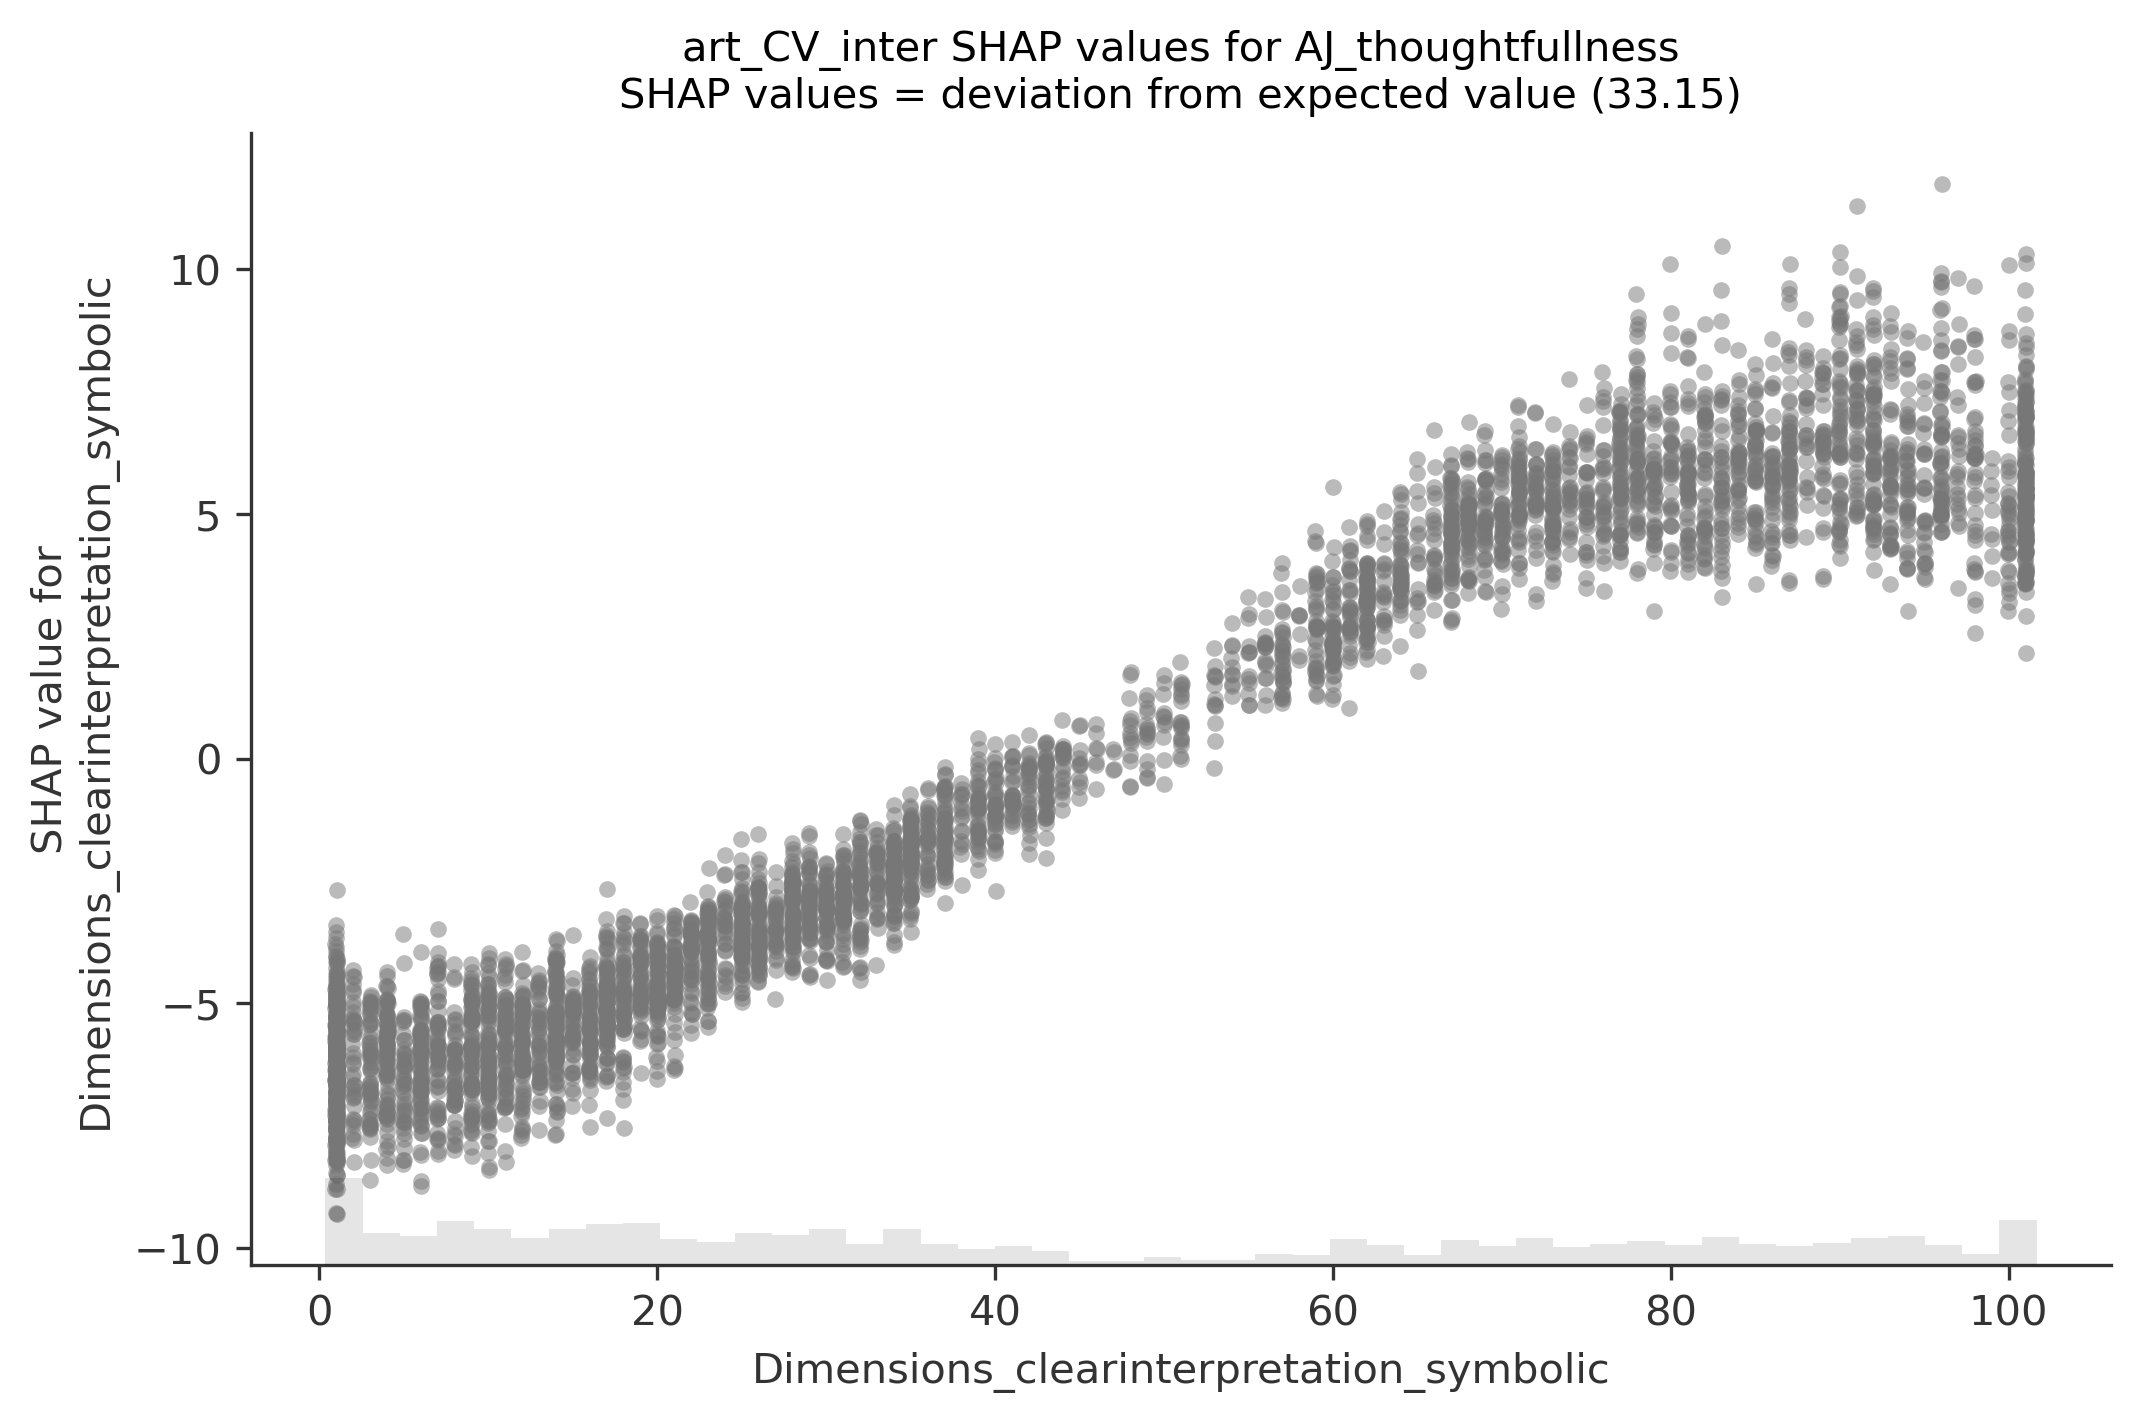 art_CV_inter SHAP values for AJ_thoughtfullness
SHAP values = deviation from expected value (33.15)
SHAP value for
Dimensions_clearinterpretation_symbolic
10
5
0
−5
−10
0
20
40
60
80
100
Dimensions_clearinterpretation_symbolic